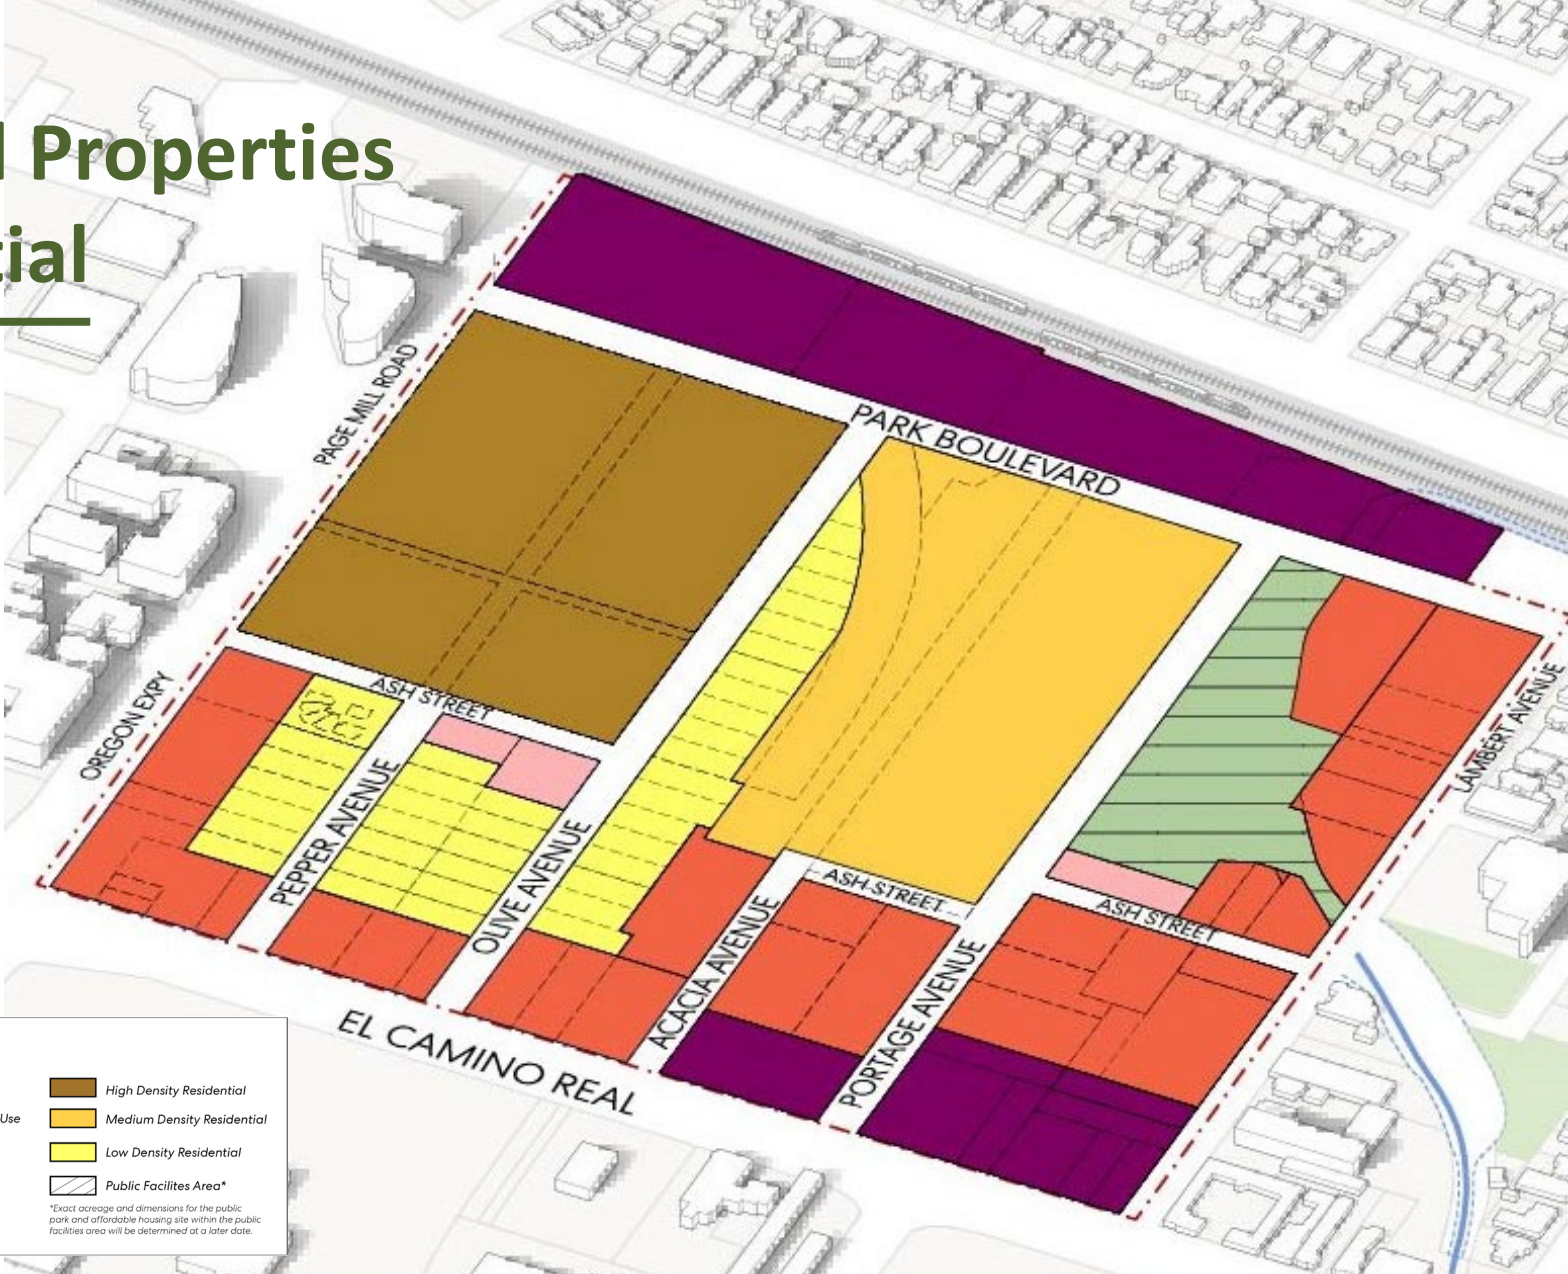 Properties
tial
PAGE MILL ROAD
PARK BOULEVARD
OREGON EXPY
ASH STREET
PEPPER AVENUE
OLIVE AVENUE
ACACIA AVENUE
ASH STREET
PORTAGE AVENUE
ASH STREET
LAMBERT AVENUE
EL CAMINO REAL
High Density Residential
Use
Medium Density Residential
Low Density Residential
Public Facilites Area*
*Exact acreage and dimensions for the public
park and affordable housing site within the public
facilities area will be determined at a later date.